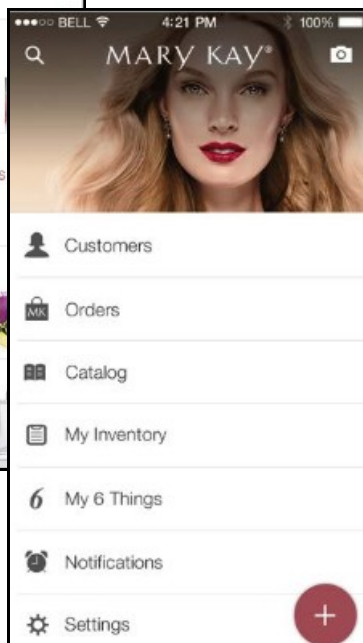 BELL 4:21 PM 100%
MARY KAY®
Customers
MK Orders
Catalog
My Inventory
6 My 6 Things
Notifications
Settings
+